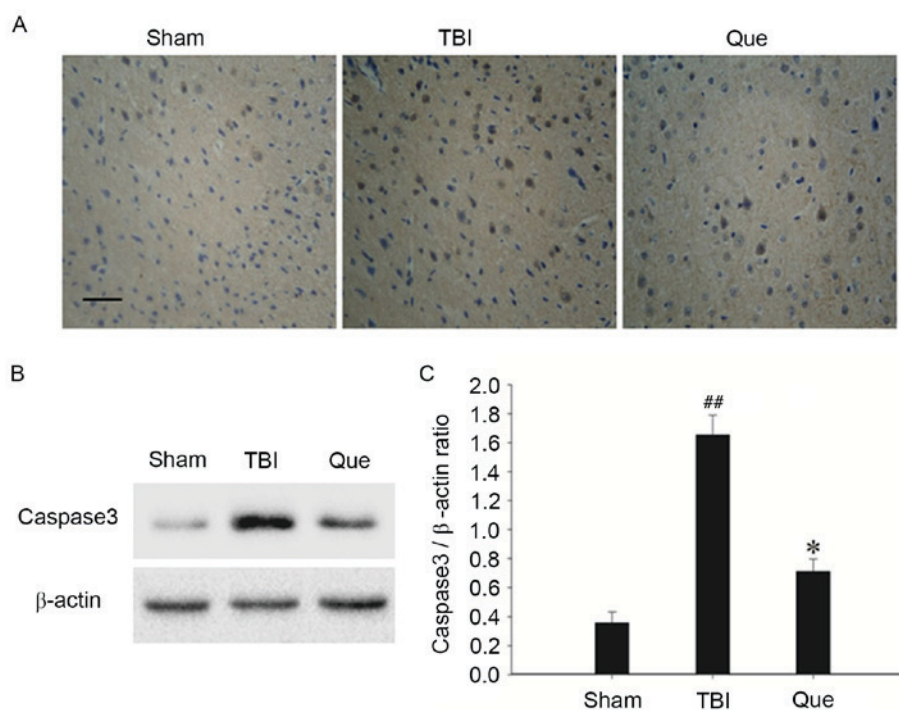 A
Sham TBI Que
B
Sham TBI Que
Caspase3
β-actin
C
Caspase3 / β-actin ratio
2.0
1.8
1.6
1.4
1.2
1.0
0.8
0.6
0.4
0.2
0.0
##
*
Sham TBI Que